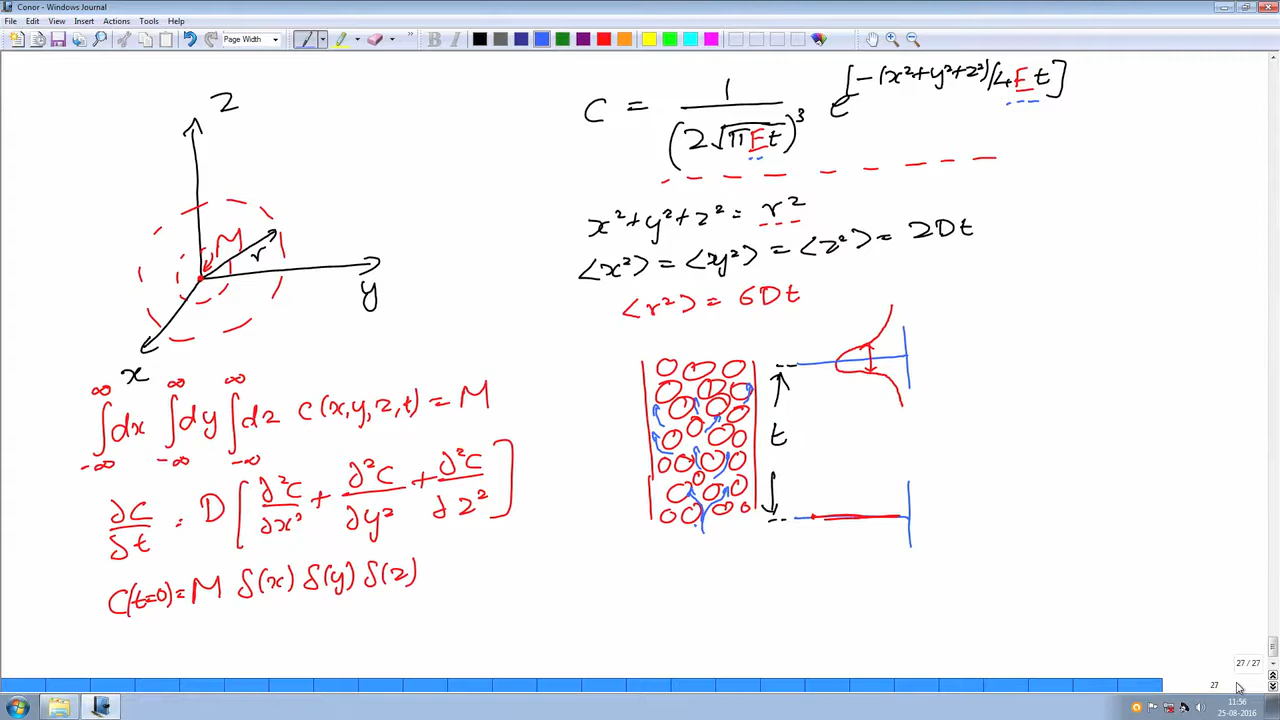 Conor - Windows Journal
File Edit View Insert Actions Tools Help
Page Width
B I
z
M
r
y
x
C = 1/(2√πEt)³ e^[-(x²+y²+z²)/4Et]
x²+y²+z² = r²
⟨x²⟩ = ⟨xy²⟩ = ⟨z²⟩ = 2Dt
⟨r²⟩ = 6Dt
t
∫_{-∞}^{∞} dx ∫_{-∞}^{∞} dy ∫_{-∞}^{∞} dz C(x,y,z,t) = M
∂C/∂t = D[∂²C/∂x² + ∂²C/∂y² + ∂²C/∂z²]
C(t=0) = M δ(x) δ(y) δ(z)
27 / 27
27
11:56
25-08-2016